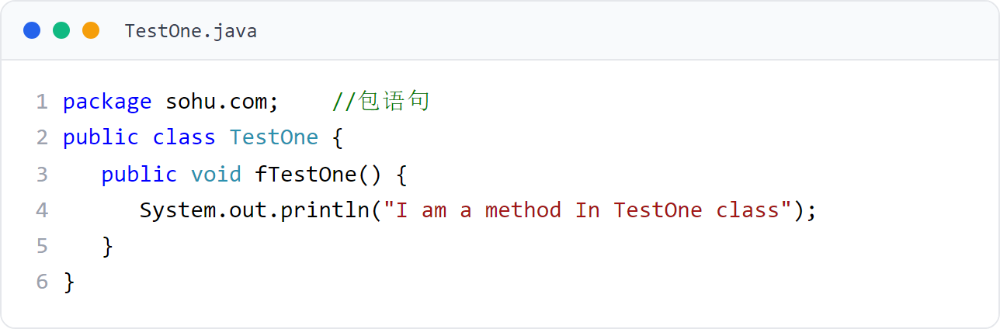 TestOne.java
1 package sohu.com;    //包语句
2 public class TestOne {
3    public void fTestOne() {
4       System.out.println("I am a method In TestOne class");
5    }
6 }